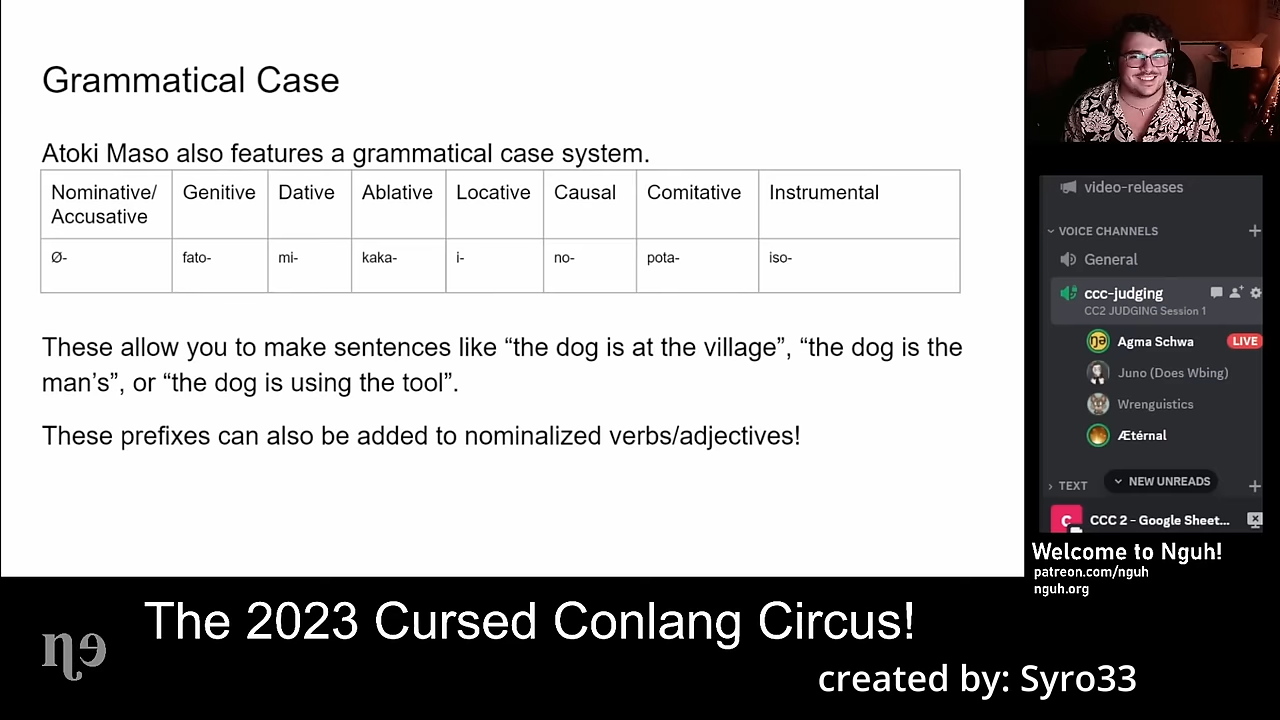 Grammatical Case
Atoki Maso also features a grammatical case system.
Nominative/ Genitive Dative Ablative Locative Causal Comitative Instrumental
Accusative
Ø- fato- mi- kaka- i- no- pota- iso-
These allow you to make sentences like “the dog is at the village”, “the dog is the
man’s”, or “the dog is using the tool”.
These prefixes can also be added to nominalized verbs/adjectives!
video-releases
VOICE CHANNELS
General
ccc-judging
CC2 JUDGING Session 1
Agma Schwa LIVE
Juno (Does Wbing)
Wrenguistics
Ætérnal
TEXT NEW UNREADS
C CCC 2 - Google Sheet...
Welcome to Nguh!
patreon.com/nguh
nguh.org
The 2023 Cursed Conlang Circus!
ŋɘ
created by: Syro33